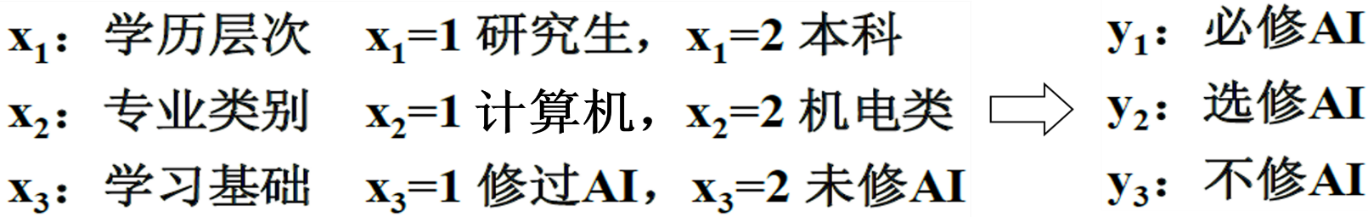 x₁：学历层次 x₁=1 研究生，x₁=2 本科 y₁：必修AI
x₂：专业类别 x₂=1 计算机，x₂=2 机电类 y₂：选修AI
x₃：学习基础 x₃=1 修过AI，x₃=2 未修AI y₃：不修AI